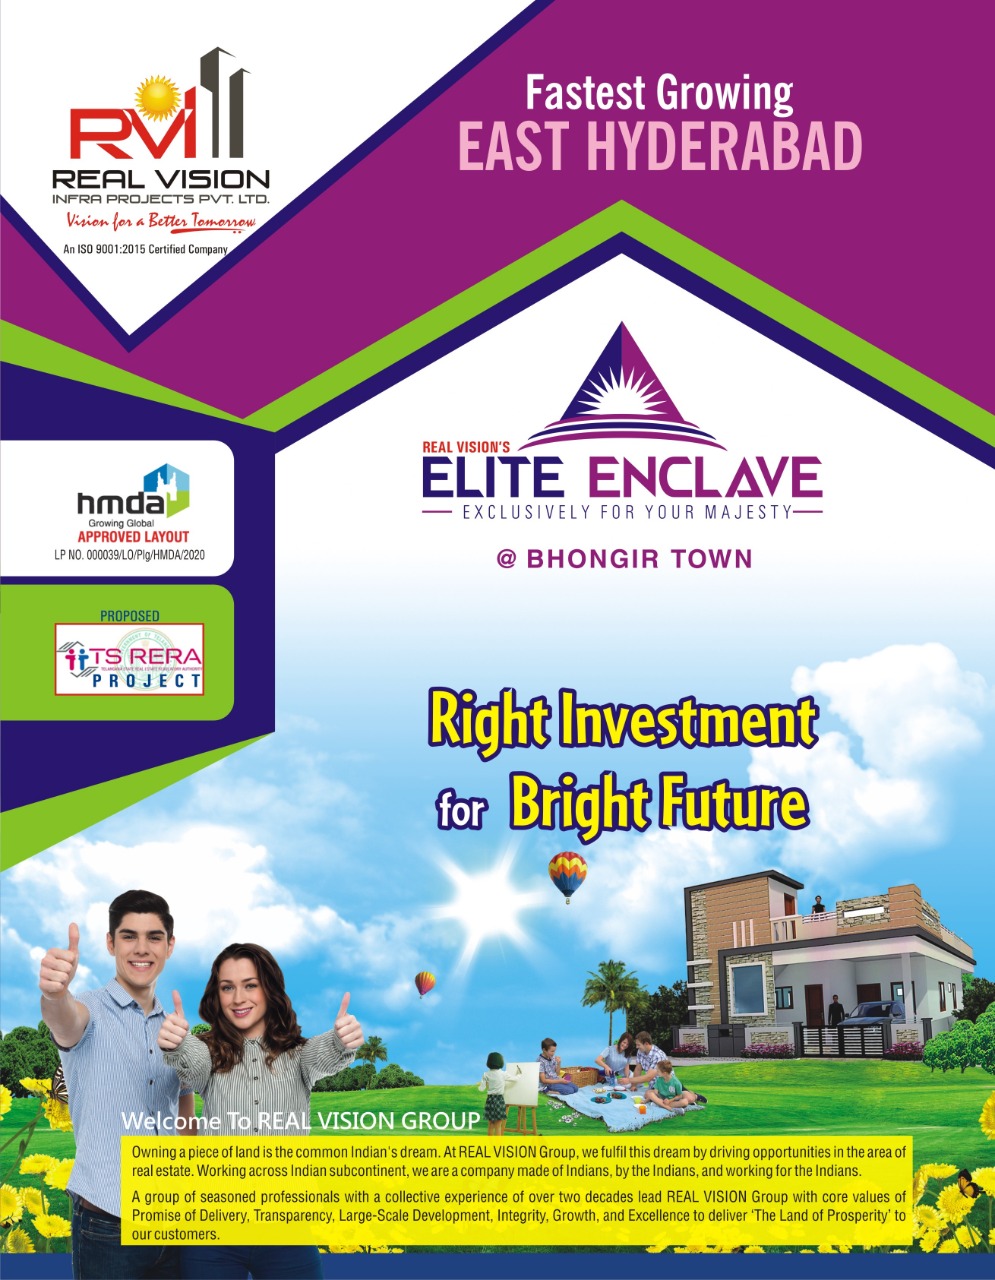 RVI
REAL VISION
INFRA PROJECTS PVT. LTD.
Vision for a Better Tomorrow
An ISO 9001:2015 Certified Company
Fastest Growing
EAST HYDERABAD
REAL VISION'S
ELITE ENCLAVE
EXCLUSIVELY FOR YOUR MAJESTY
@ BHONGIR TOWN
hmda
Growing Global
APPROVED LAYOUT
LP NO. 000039/LO/Plg/HMDA/2020
PROPOSED
TS RERA
PROJECT
Right Investment
for Bright Future
Welcome To REAL VISION GROUP
Owning a piece of land is the common Indian's dream. At REAL VISION Group, we fulfil this dream by driving opportunities in the area of
real estate. Working across Indian subcontinent, we are a company made of Indians, by the Indians, and working for the Indians.
A group of seasoned professionals with a collective experience of over two decades lead REAL VISION Group with core values of
Promise of Delivery, Transparency, Large-Scale Development, Integrity, Growth, and Excellence to deliver 'The Land of Prosperity' to
our customers.